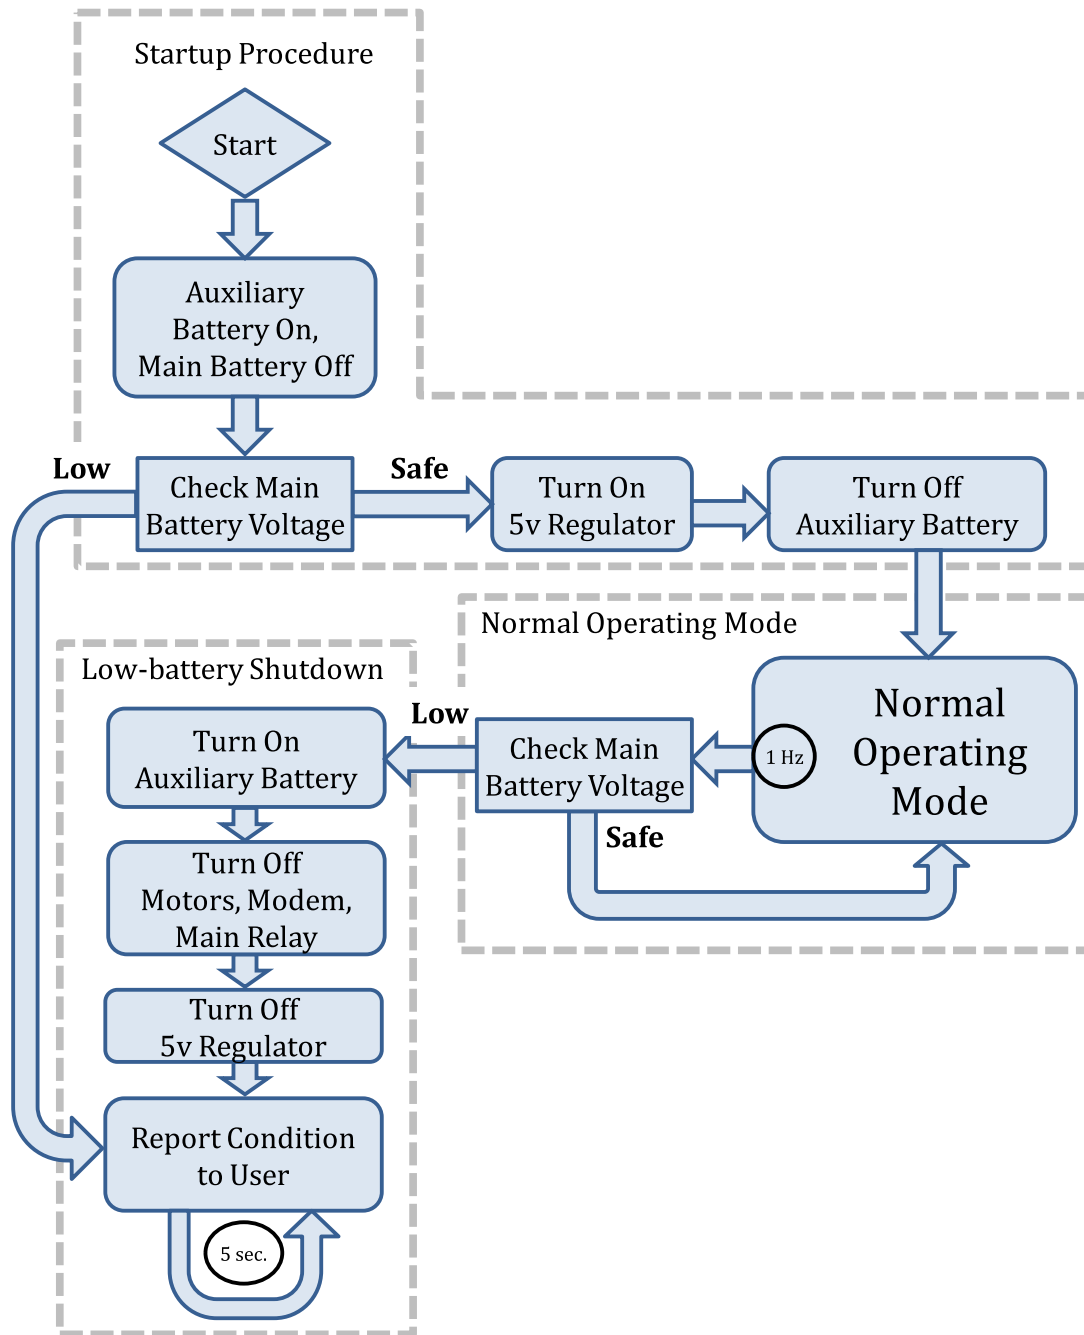 Startup Procedure
Start
Auxiliary
Battery On,
Main Battery Off
Low
Safe
Check Main
Battery Voltage
Turn On
5v Regulator
Turn Off
Auxiliary Battery
Normal Operating Mode
Normal
Operating
Mode
1 Hz
Check Main
Battery Voltage
Low
Safe
Low-battery Shutdown
Turn On
Auxiliary Battery
Turn Off
Motors, Modem,
Main Relay
Turn Off
5v Regulator
Report Condition
to User
5 sec.